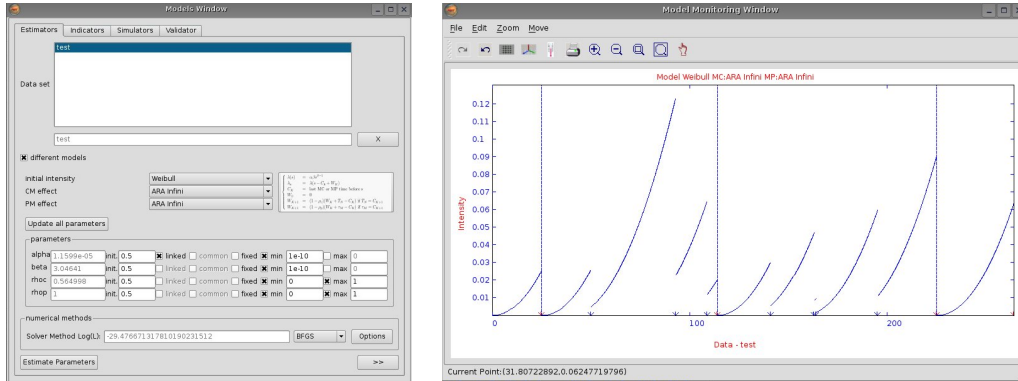 Models Window
Estimators Indicators Simulators Validator
test
Data set
test X
different models
initial intensity Weibull
CM effect ARA Infini
PM effect ARA Infini
Update all parameters
parameters
alpha 1.1599e-05 init. 0.5 linked common fixed min 1e-10 max 0
beta 3.04641 init. 0.5 linked common fixed min 1e-10 max 0
rhoc 0.564998 init. 0.5 linked common fixed min 0 max 1
rhop 1 init. 0.5 linked common fixed min 0 max 1
numerical methods
Solver Method Log(L): -29.476671317810190231512 BFGS Options
Estimate Parameters >>
Model Monitoring Window
File Edit Zoom Move
Model Weibull MC:ARA Infini MP:ARA Infini
0.12
0.11
0.1
0.09
0.08
0.07
0.06
0.05
0.04
0.03
0.02
0.01
Intensity
0 100 200
Data - test
Current Point:(31.80722892,0.06247719796)